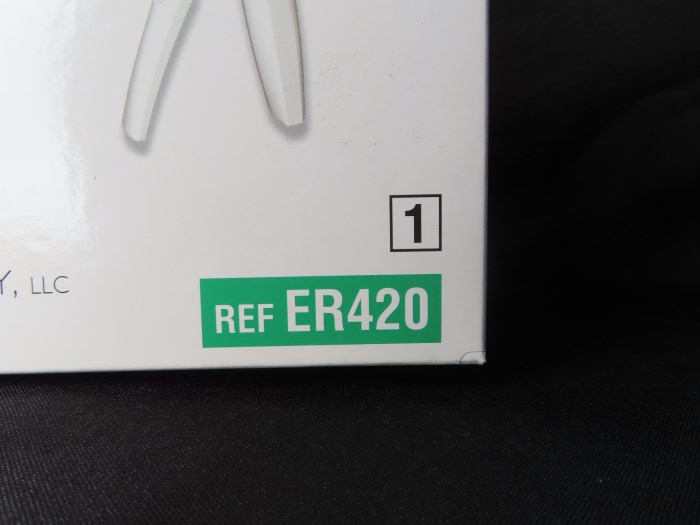 1
Y, LLC
REF ER420